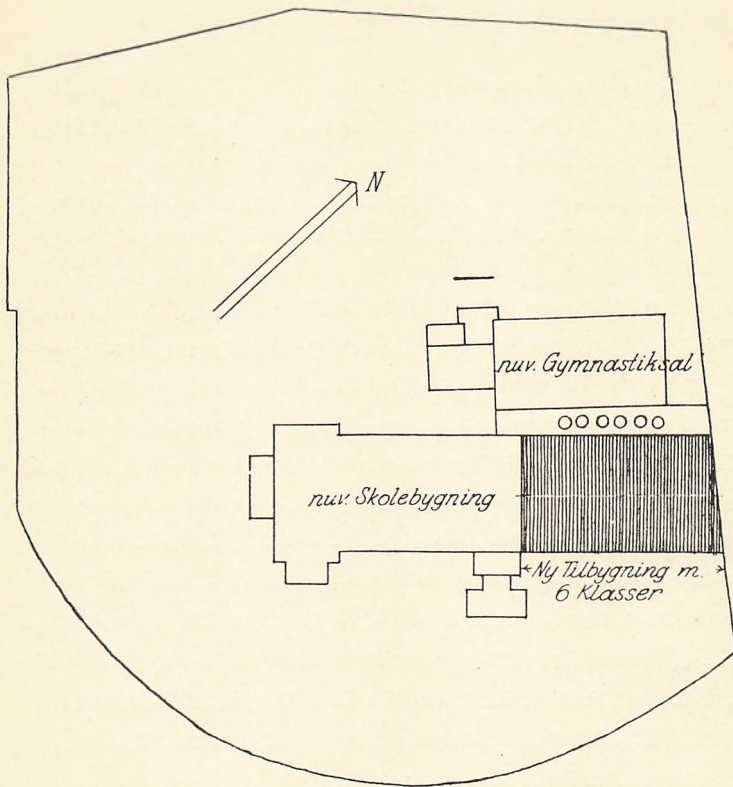 N
nuv. Gymnastiksal
nuv. Skolebygning
Ny Tilbygning m.
6 Klasser